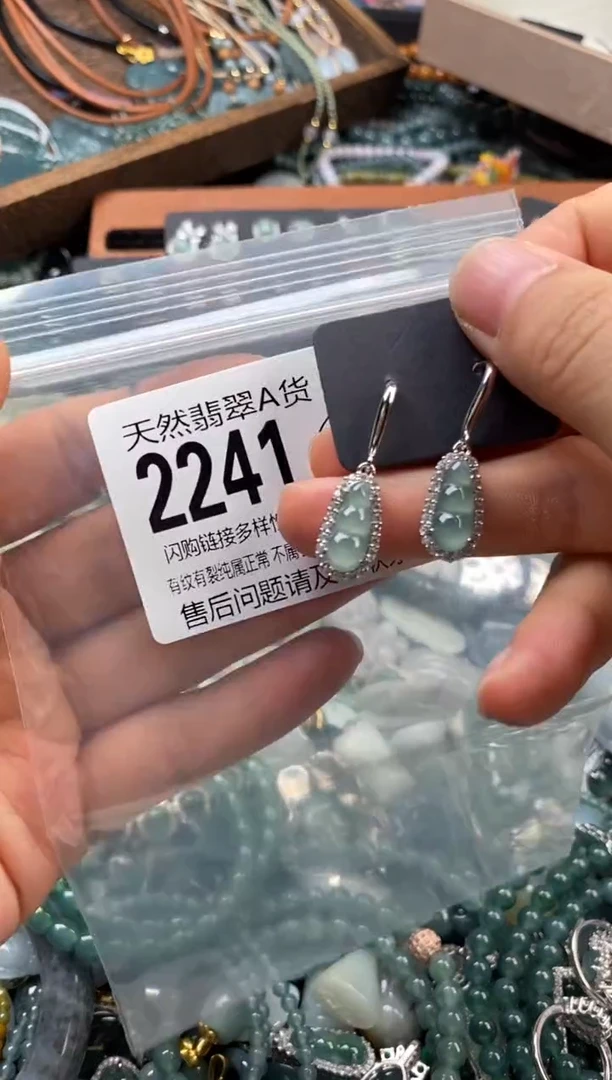 天然翡翠A货
2241
闪购链接多样
有纹有裂纯属正常 不属
售后问题请及